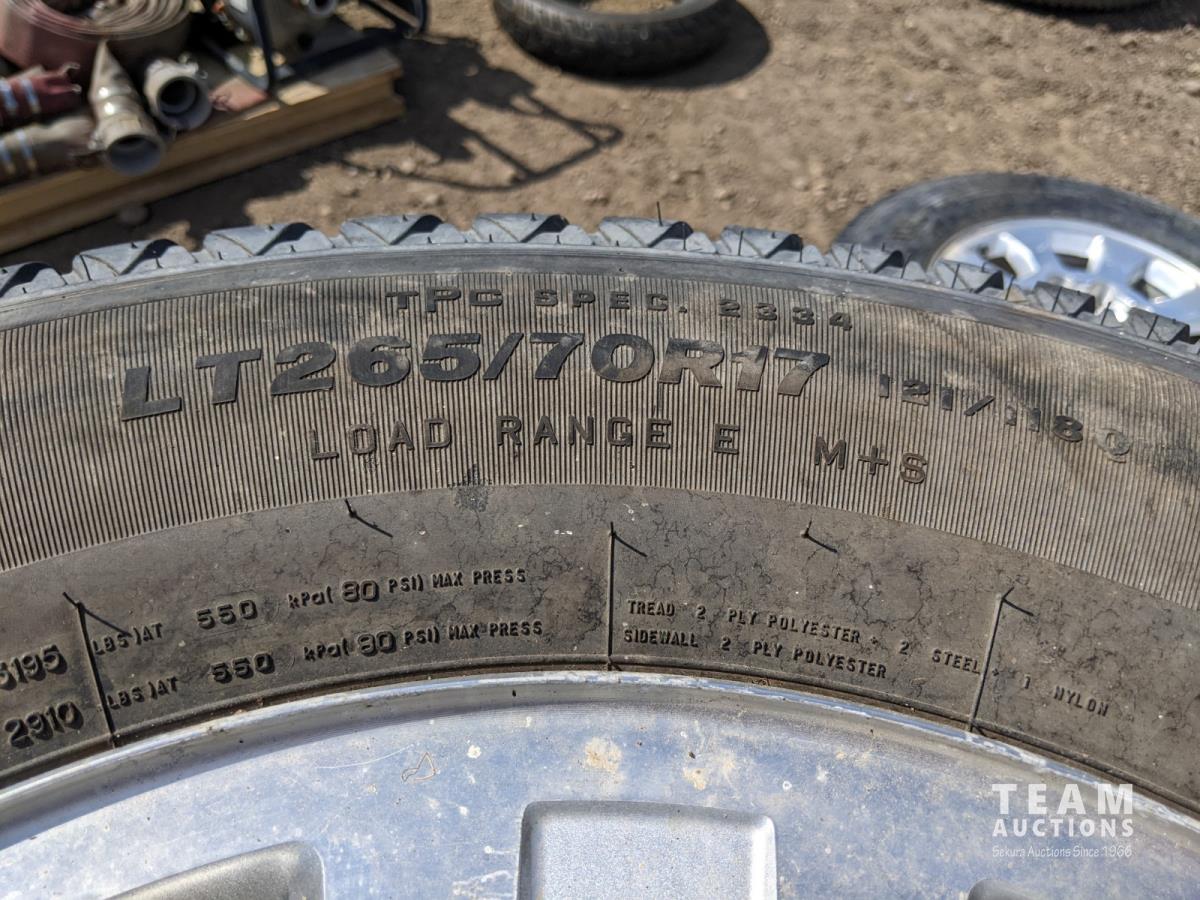 TPC SPEC. 2334
LT265/70R17 121/118Q
LOAD RANGE E M+S
3195 LBS)AT 550 kPa( 80 PSI) MAX PRESS
2910 LBS)AT 550 kPa( 80 PSI) MAX PRESS
TREAD 2 PLY POLYESTER + 2 STEEL + 1 NYLON
SIDEWALL 2 PLY POLYESTER
TEAM
AUCTIONS
Sekura Auctions Since 1966